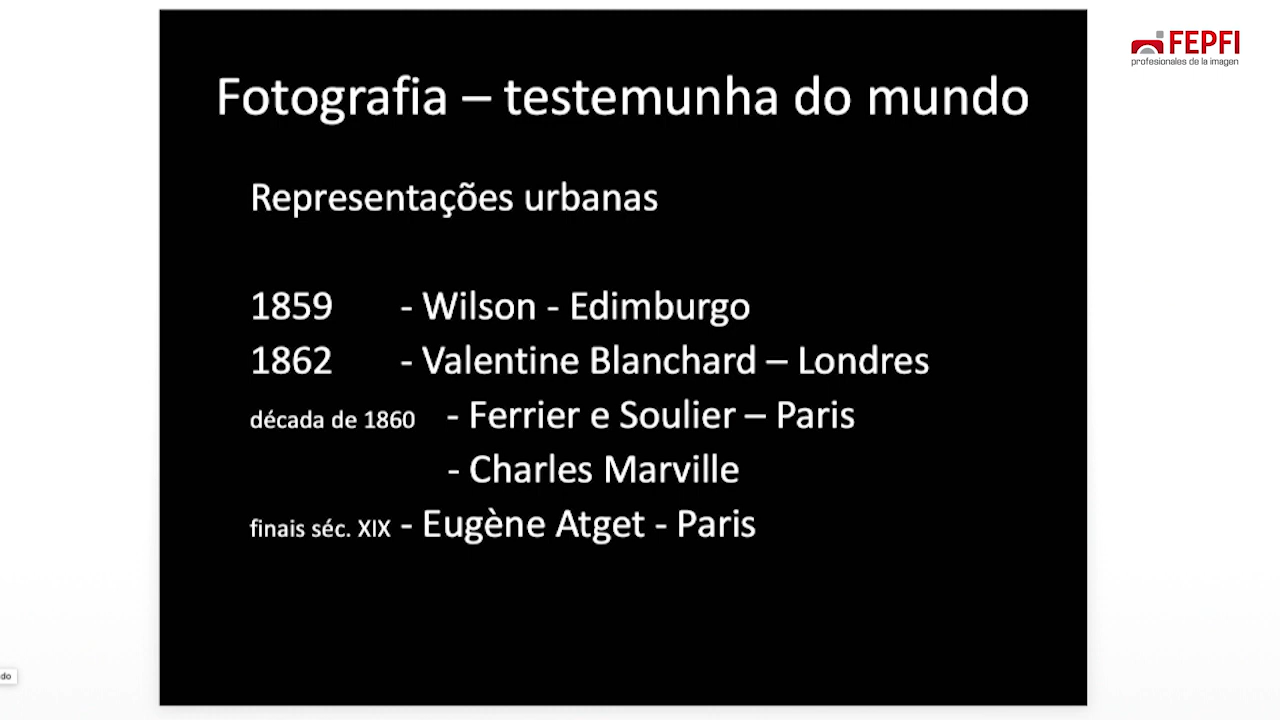 FEPFI
profesionales de la imagen
Fotografia – testemunha do mundo
Representações urbanas
1859 - Wilson - Edimburgo
1862 - Valentine Blanchard – Londres
década de 1860 - Ferrier e Soulier – Paris
- Charles Marville
finais séc. XIX - Eugène Atget - Paris
do